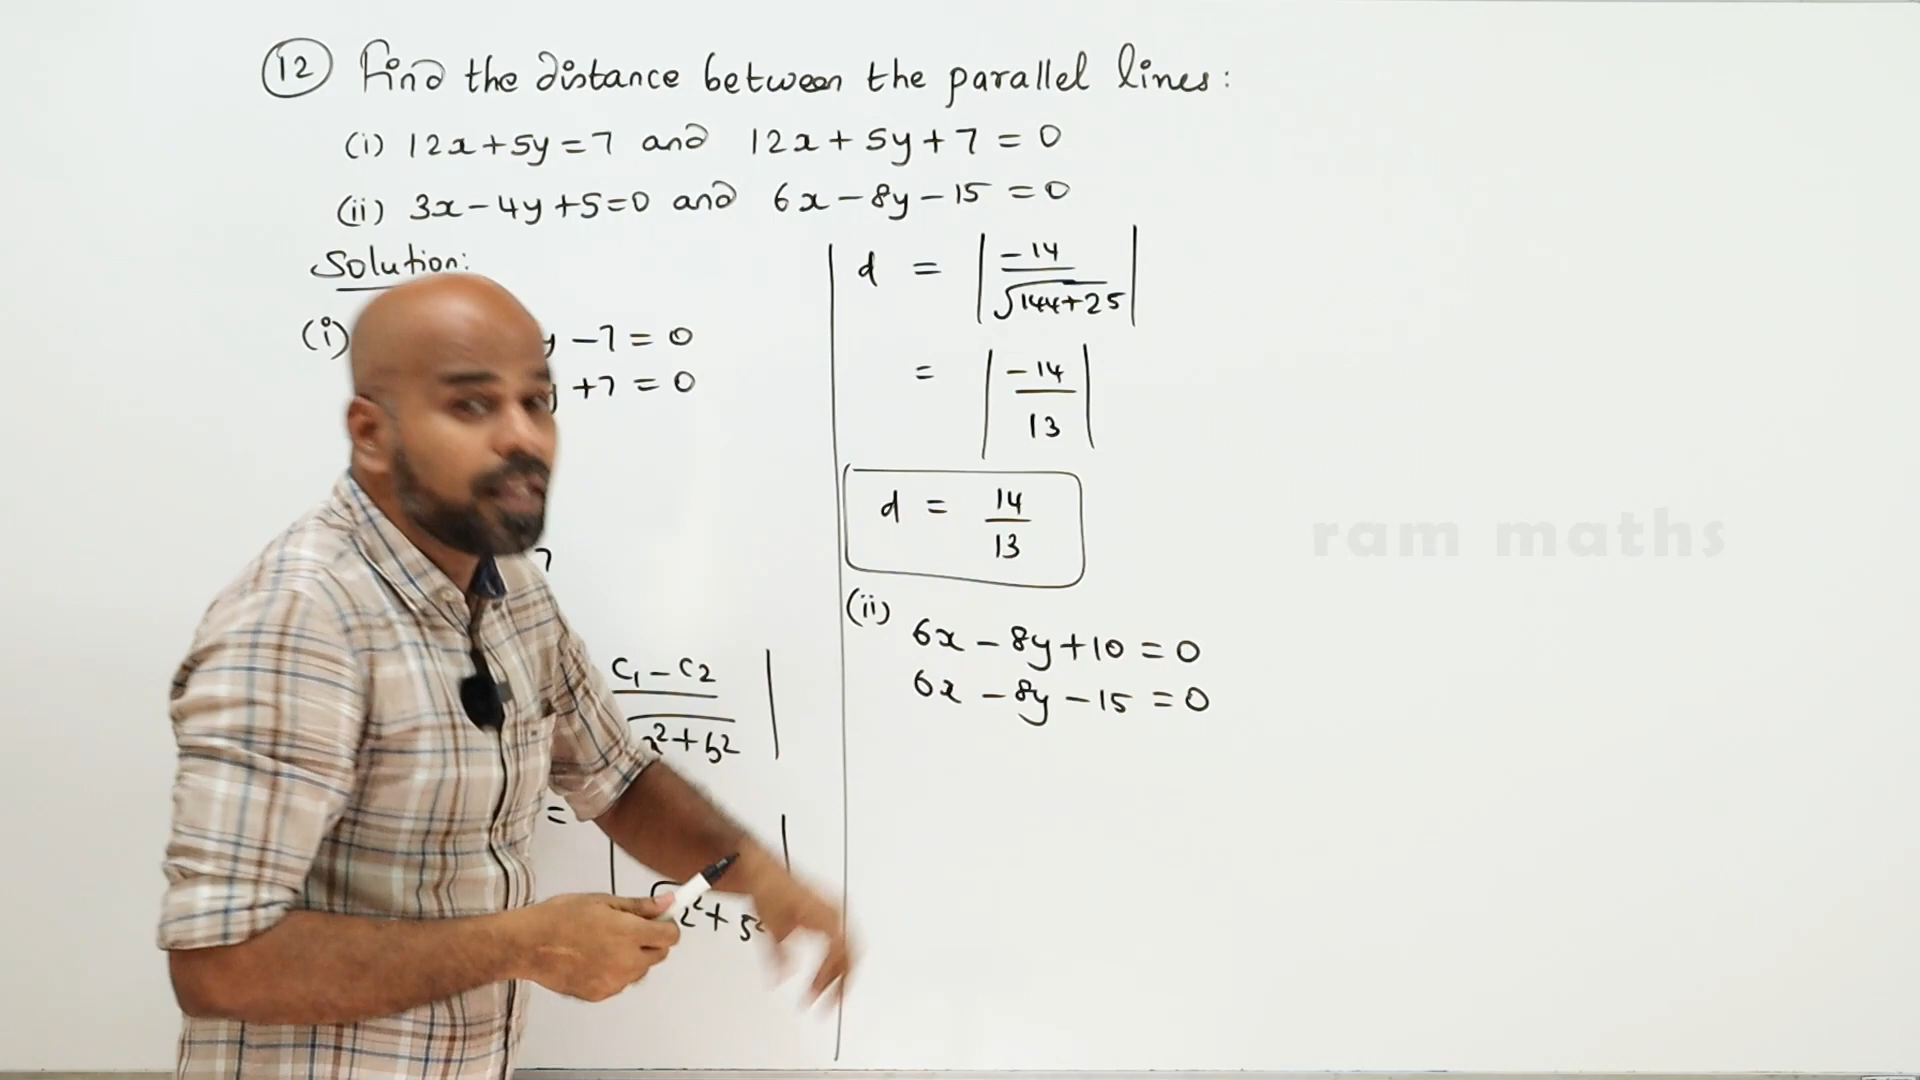 12 Find the distance between the parallel lines:
(i) 12x+5y=7 and 12x+5y+7=0
(ii) 3x-4y+5=0 and 6x-8y-15=0
Solution:
(i) y -7=0
+7=0
7
C₁-C₂
²+b²
=
²+5²
d = |-14/√144+25|
= |-14/13|
d = 14/13
(ii)
6x-8y+10=0
6x-8y-15=0
ram maths